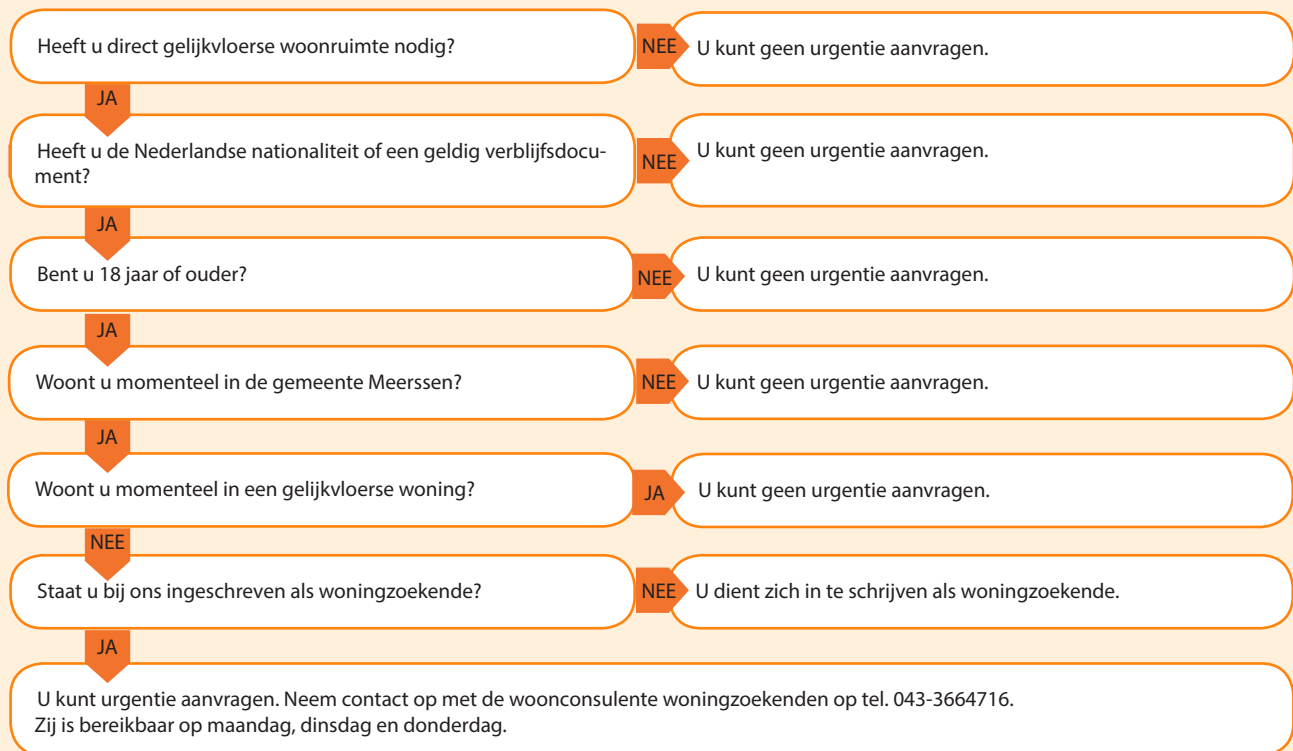 Heeft u direct gelijkvloerse woonruimte nodig?
NEE
U kunt geen urgentie aanvragen.
JA
Heeft u de Nederlandse nationaliteit of een geldig verblijfsdocu-
ment?
NEE
U kunt geen urgentie aanvragen.
JA
Bent u 18 jaar of ouder?
NEE
U kunt geen urgentie aanvragen.
JA
Woont u momenteel in de gemeente Meerssen?
NEE
U kunt geen urgentie aanvragen.
JA
Woont u momenteel in een gelijkvloerse woning?
JA
U kunt geen urgentie aanvragen.
NEE
Staat u bij ons ingeschreven als woningzoekende?
NEE
U dient zich in te schrijven als woningzoekende.
JA
U kunt urgentie aanvragen. Neem contact op met de woonconsulente woningzoekenden op tel. 043-3664716.
Zij is bereikbaar op maandag, dinsdag en donderdag.